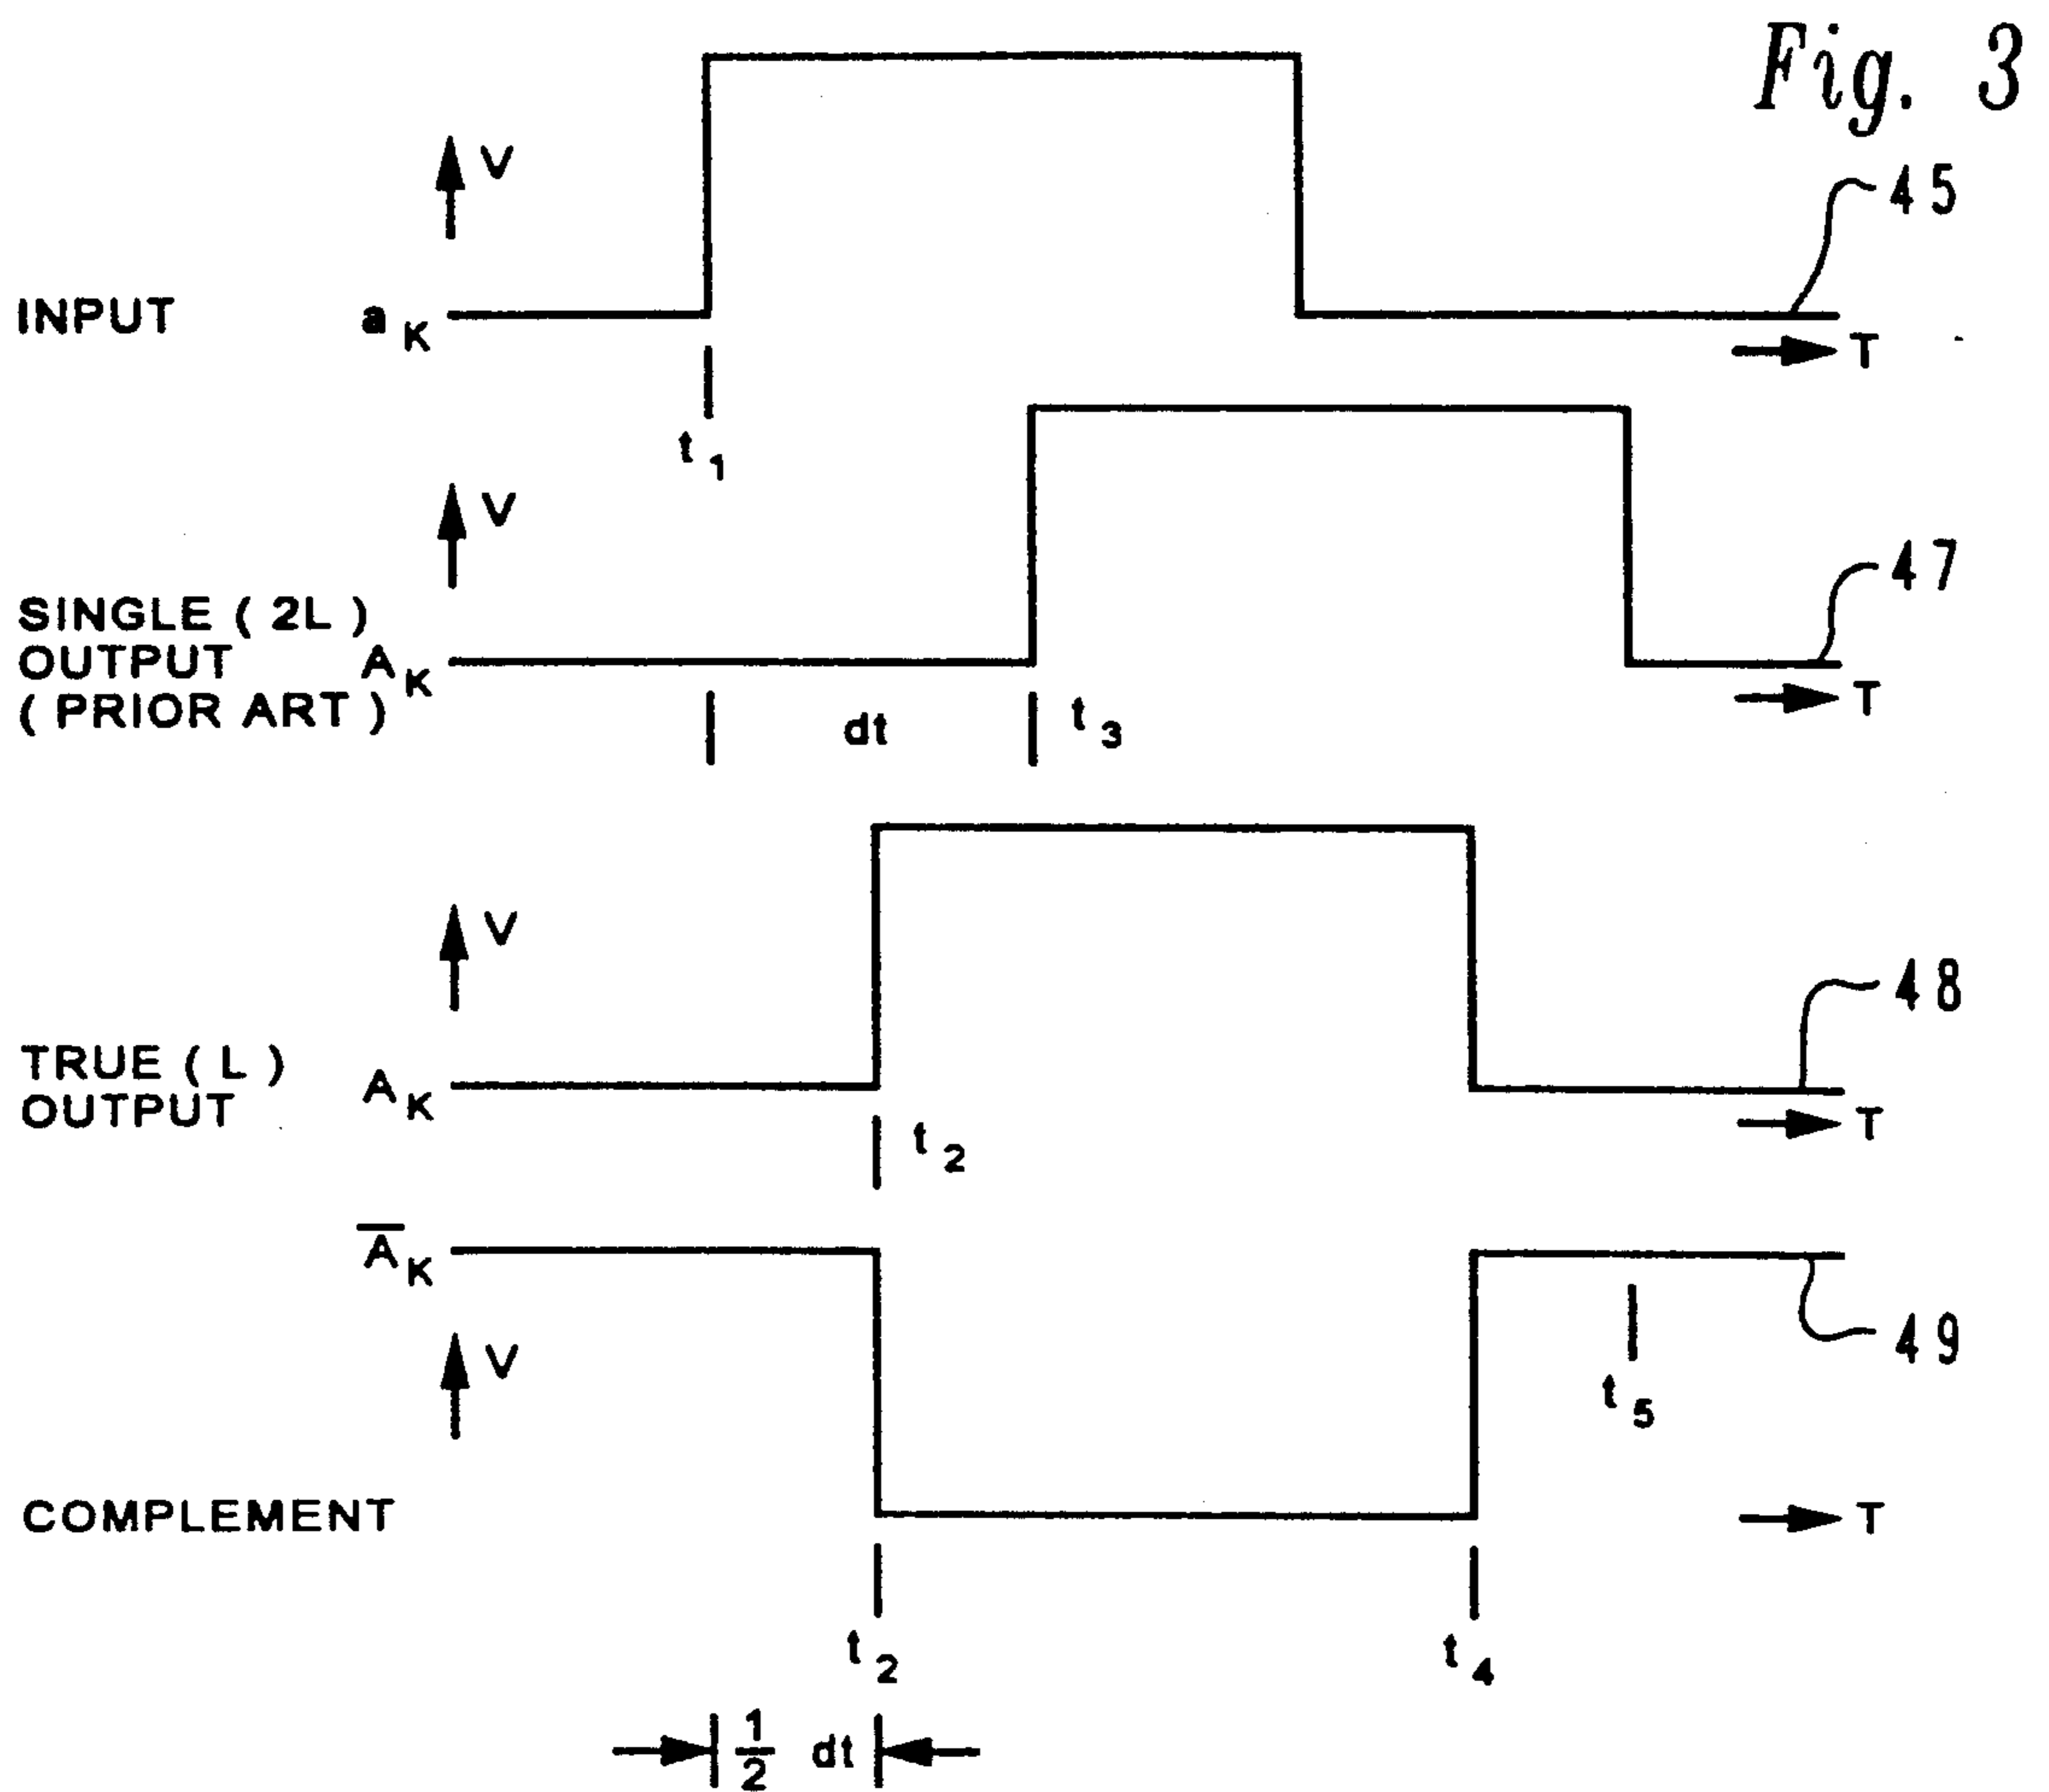 Fig. 3
V
45
INPUT a K
T
t 1
V
47
SINGLE ( 2L )
OUTPUT A K
( PRIOR ART )
T
dt t 3
V
48
TRUE ( L )
OUTPUT A K
T
t 2
A̅ K
V
49
t 5
COMPLEMENT
T
t 2 t 4
1/2 dt